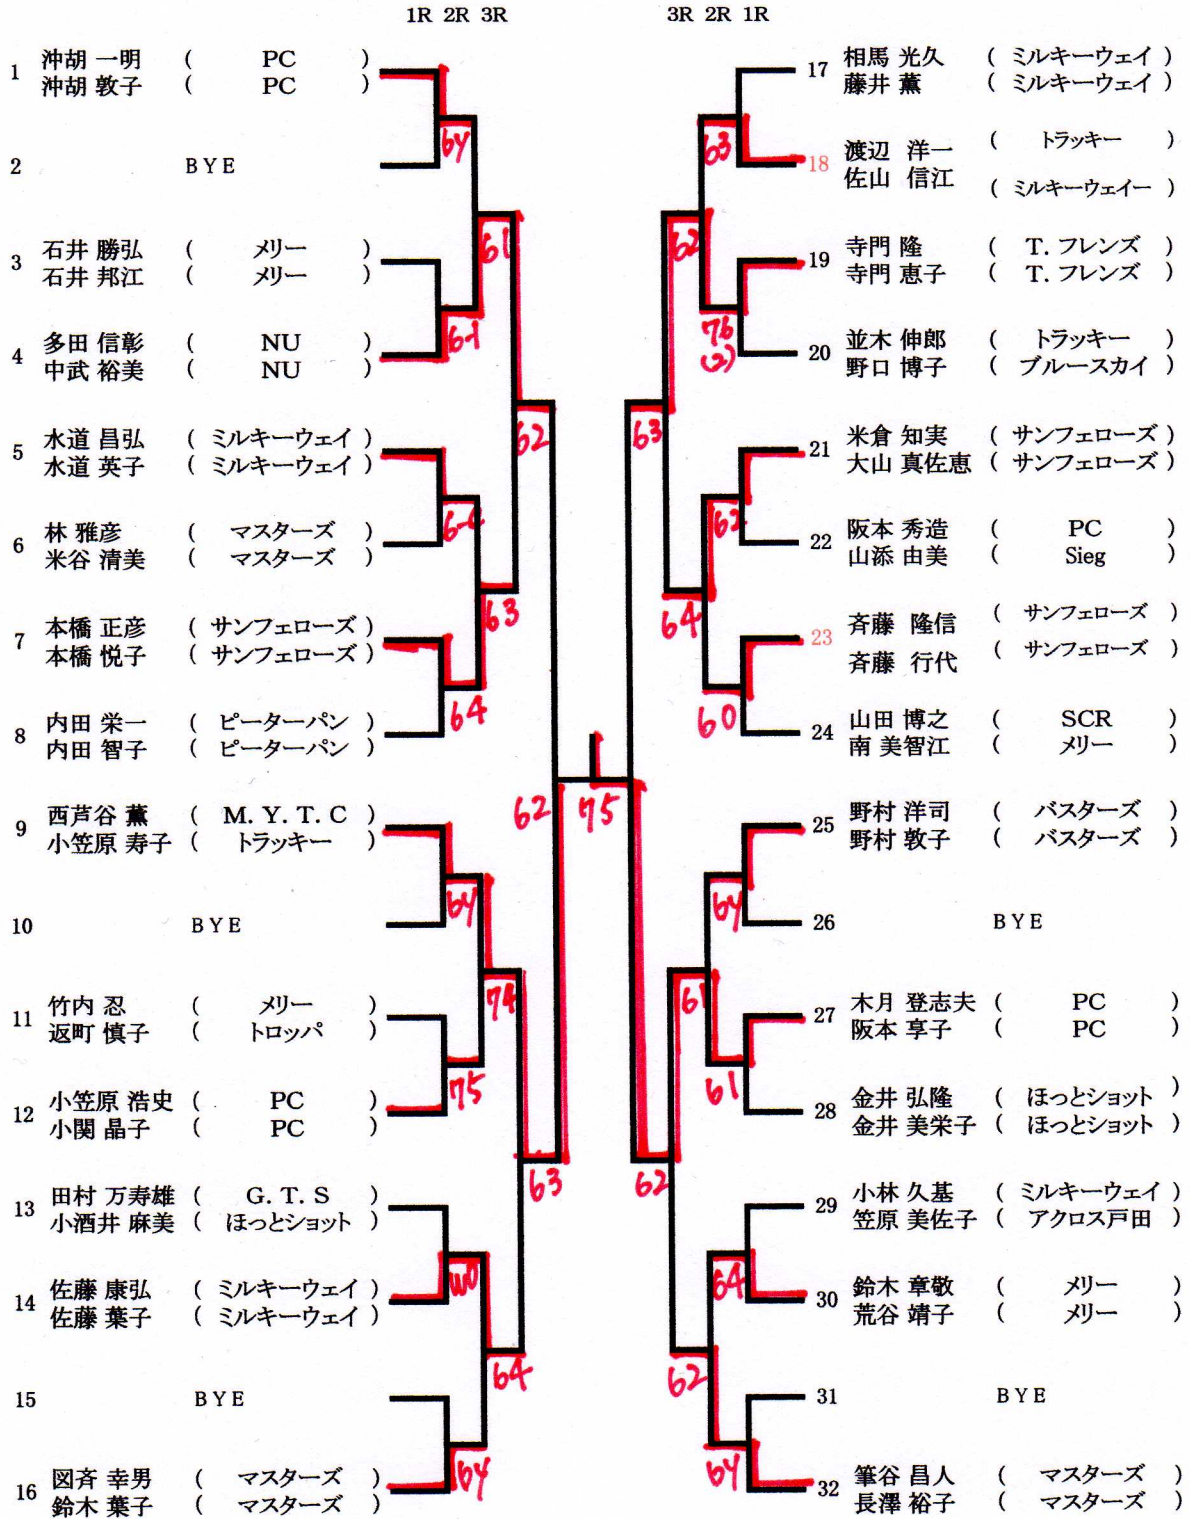 1R 2R 3R
3R 2R 1R
1 沖胡 一明 ( PC )
沖胡 敦子 ( PC )
64
2 BYE
61
3 石井 勝弘 ( メリー )
石井 邦江 ( メリー )
6-1
4 多田 信彰 ( NU )
中武 裕美 ( NU )
62
5 水道 昌弘 ( ミルキーウェイ )
水道 英子 ( ミルキーウェイ )
6 林 雅彦 ( マスターズ )
米谷 清美 ( マスターズ )
63
7 本橋 正彦 ( サンフェローズ )
本橋 悦子 ( サンフェローズ )
64
8 内田 栄一 ( ピーターパン )
内田 智子 ( ピーターパン )
62
75
9 西芦谷 薫 ( M. Y. T. C )
小笠原 寿子 ( トラッキー )
64
10 BYE
74
11 竹内 忍 ( メリー )
返町 慎子 ( トロッパ )
75
12 小笠原 浩史 ( PC )
小関 晶子 ( PC )
63
13 田村 万寿雄 ( G. T. S )
小酒井 麻美 ( ほっとショット )
WO
14 佐藤 康弘 ( ミルキーウェイ )
佐藤 葉子 ( ミルキーウェイ )
64
15 BYE
64
16 図斉 幸男 ( マスターズ )
鈴木 葉子 ( マスターズ )
17 相馬 光久 ( ミルキーウェイ )
藤井 薫 ( ミルキーウェイ )
63
18 渡辺 洋一 ( トラッキー )
佐山 信江 ( ミルキーウェイー )
62
19 寺門 隆 ( T. フレンズ )
寺門 恵子 ( T. フレンズ )
76
(2)
20 並木 伸郎 ( トラッキー )
野口 博子 ( ブルースカイ )
63
21 米倉 知実 ( サンフェローズ )
大山 真佐恵 ( サンフェローズ )
62
22 阪本 秀造 ( PC )
山添 由美 ( Sieg )
64
23 斉藤 隆信 ( サンフェローズ )
斉藤 行代 ( サンフェローズ )
60
24 山田 博之 ( SCR )
南 美智江 ( メリー )
25 野村 洋司 ( バスターズ )
野村 敦子 ( バスターズ )
64
26 BYE
61
27 木月 登志夫 ( PC )
阪本 享子 ( PC )
61
28 金井 弘隆 ( ほっとショット )
金井 美栄子 ( ほっとショット )
62
29 小林 久基 ( ミルキーウェイ )
笠原 美佐子 ( アクロス戸田 )
64
30 鈴木 章敬 ( メリー )
荒谷 靖子 ( メリー )
62
31 BYE
64
32 筆谷 昌人 ( マスターズ )
長澤 裕子 ( マスターズ )